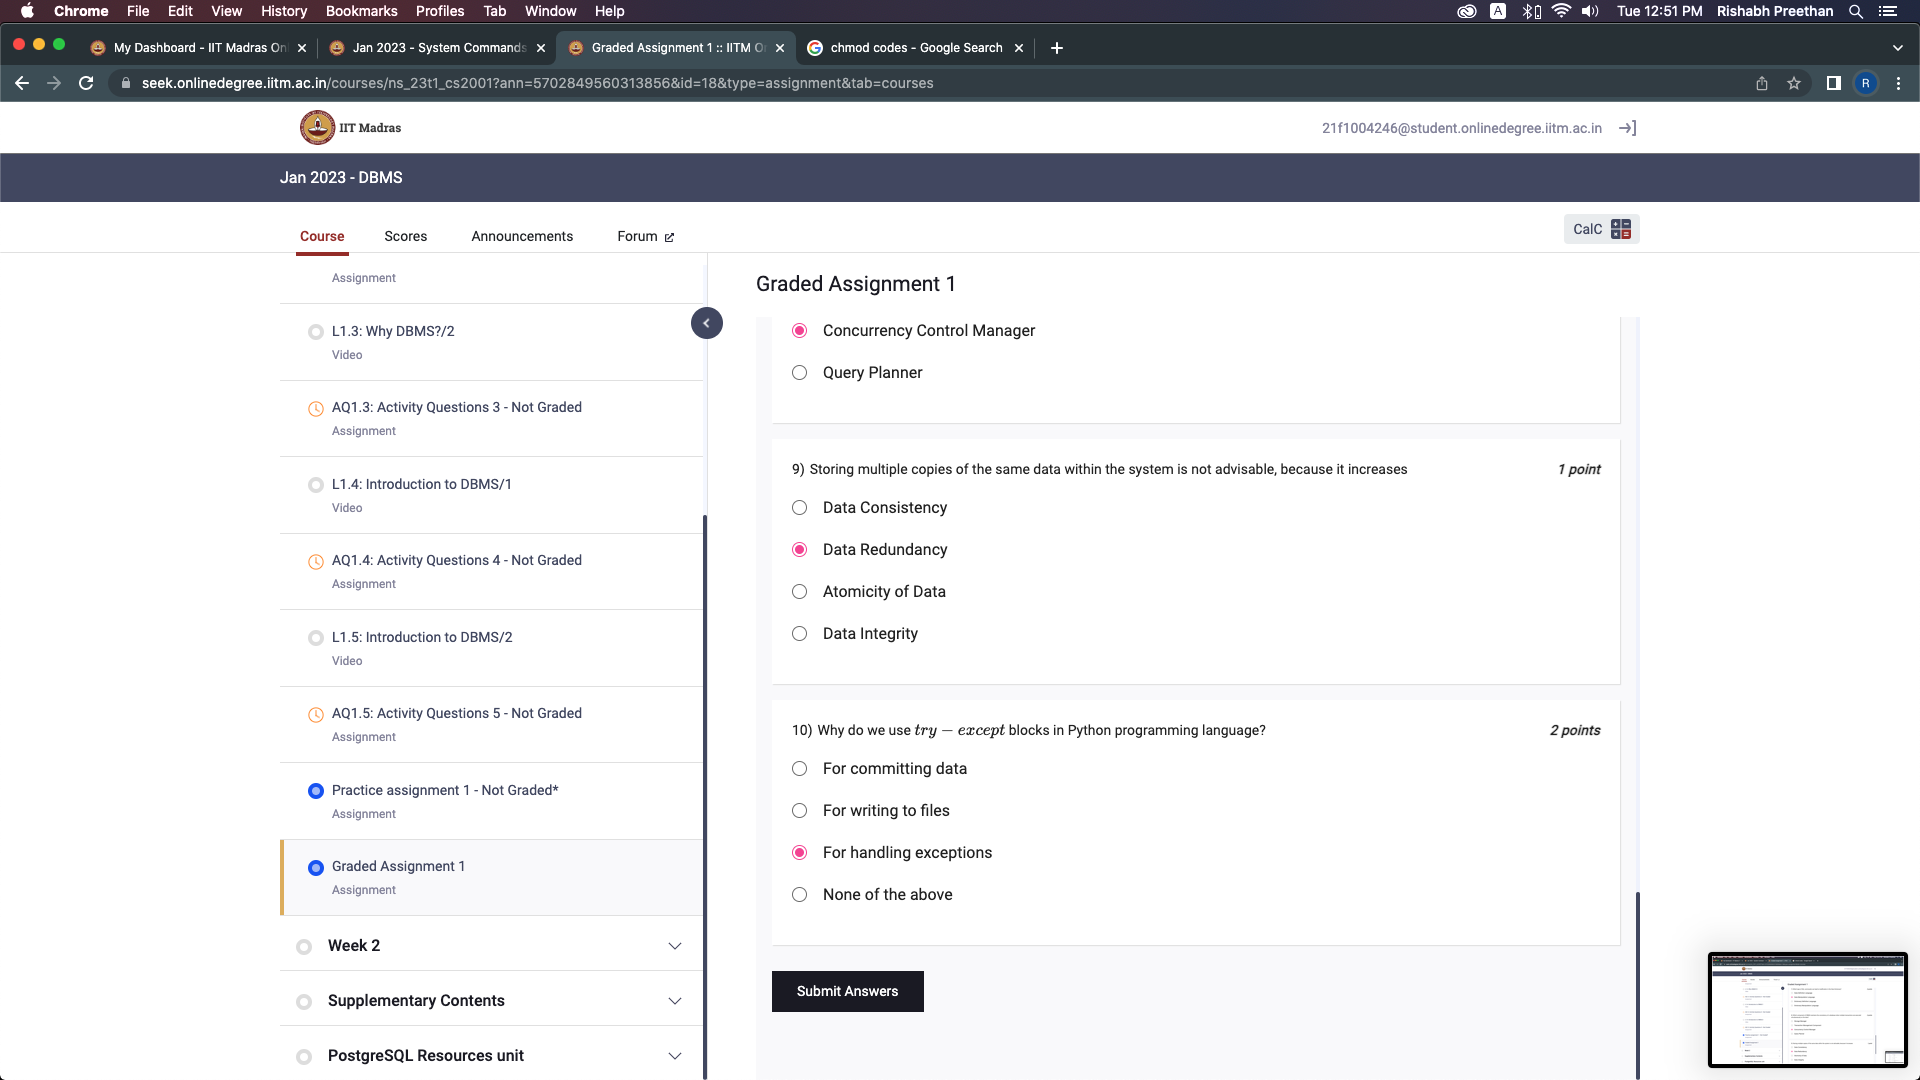 Chrome File Edit View History Bookmarks Profiles Tab Window Help A Tue 12:51 PM Rishabh Preethan
My Dashboard - IIT Madras On
Jan 2023 - System Commands
Graded Assignment 1 :: IITM O
chmod codes - Google Search
seek.onlinedegree.iitm.ac.in/courses/ns_23t1_cs2001?ann=5702849560313856&id=18&type=assignment&tab=courses
R
IIT Madras
21f1004246@student.onlinedegree.iitm.ac.in
Jan 2023 - DBMS
Course Scores Announcements Forum
CalC
Assignment
L1.3: Why DBMS?/2
Video
AQ1.3: Activity Questions 3 - Not Graded
Assignment
L1.4: Introduction to DBMS/1
Video
AQ1.4: Activity Questions 4 - Not Graded
Assignment
L1.5: Introduction to DBMS/2
Video
AQ1.5: Activity Questions 5 - Not Graded
Assignment
Practice assignment 1 - Not Graded*
Assignment
Graded Assignment 1
Assignment
Week 2
Supplementary Contents
PostgreSQL Resources unit
Graded Assignment 1
Concurrency Control Manager
Query Planner
9) Storing multiple copies of the same data within the system is not advisable, because it increases 1 point
Data Consistency
Data Redundancy
Atomicity of Data
Data Integrity
10) Why do we use try – except blocks in Python programming language? 2 points
For committing data
For writing to files
For handling exceptions
None of the above
Submit Answers